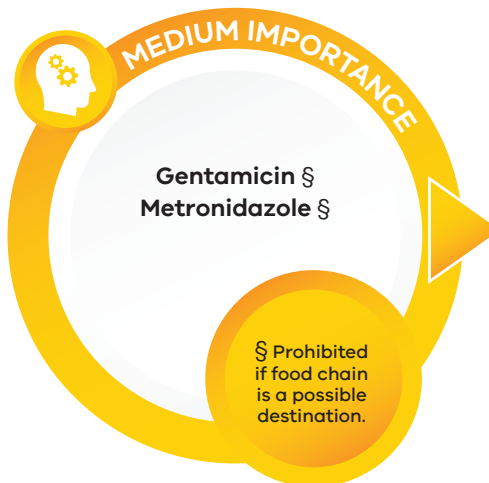 MEDIUM IMPORTANCE
Gentamicin §
Metronidazole §
§ Prohibited
if food chain
is a possible
destination.